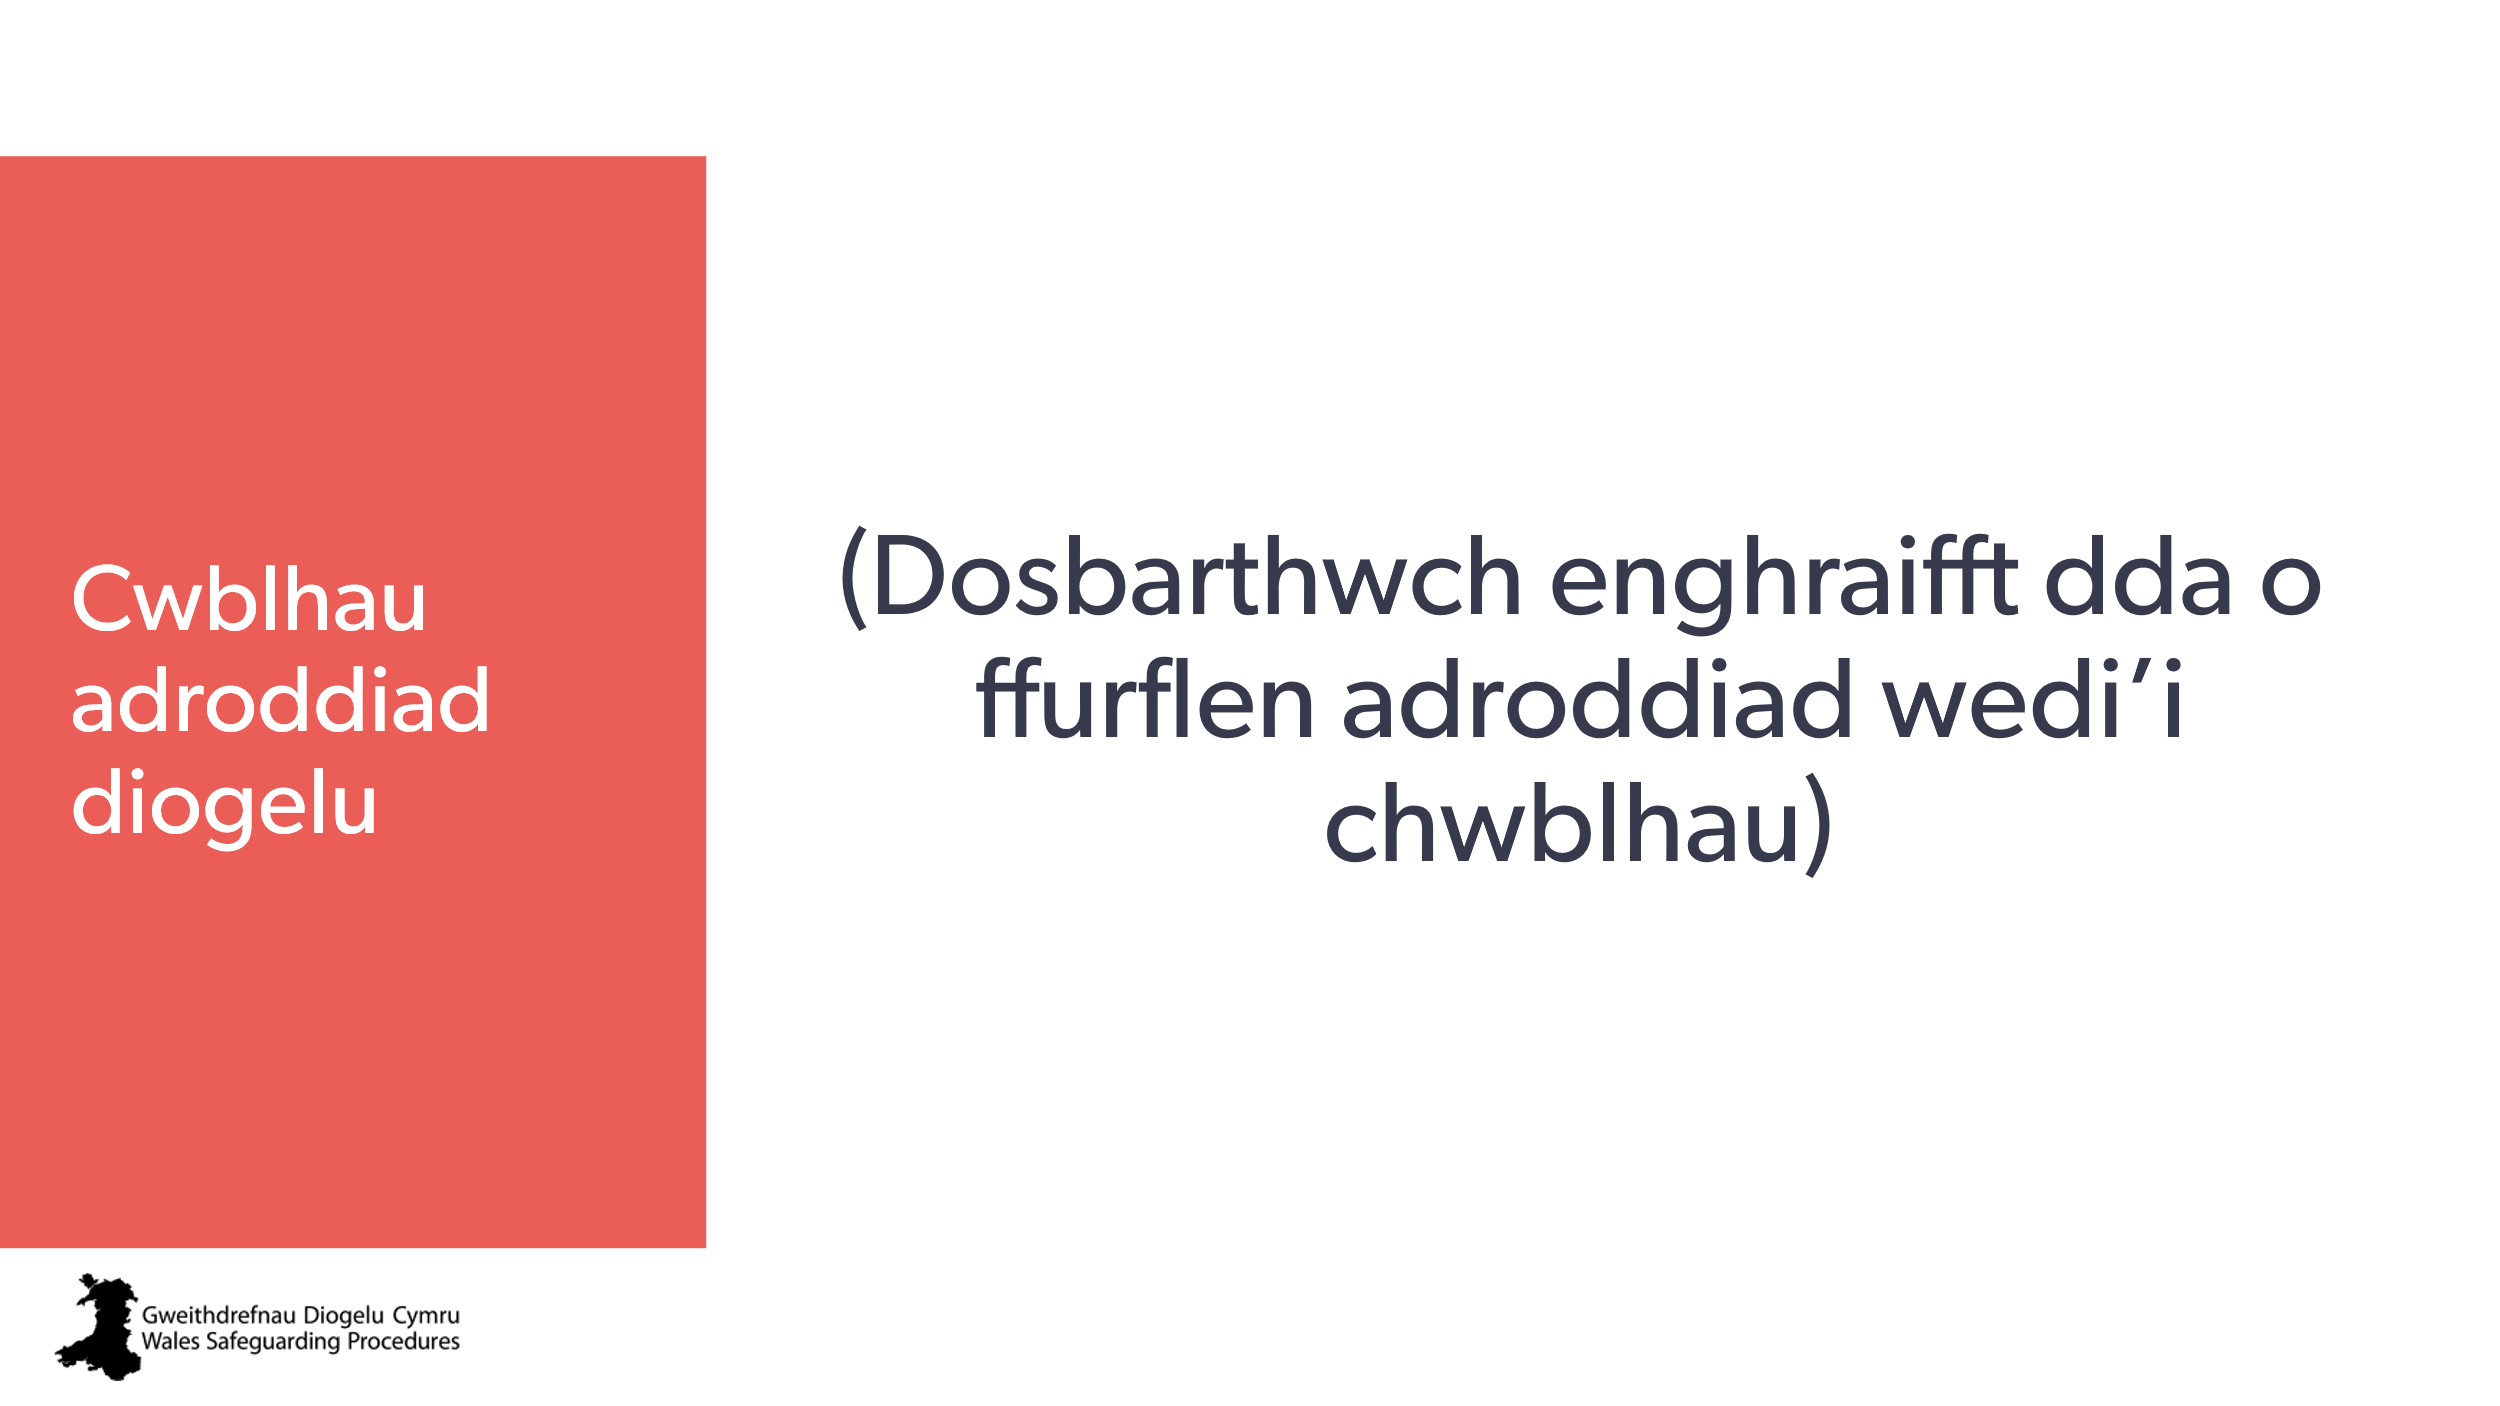 Cwblhau
adroddiad
diogelu
(Dosbarthwch enghraifft dda o
ffurflen adroddiad wedi’i
chwblhau)
Gweithdrefnau Diogelu Cymru
Wales Safeguarding Procedures